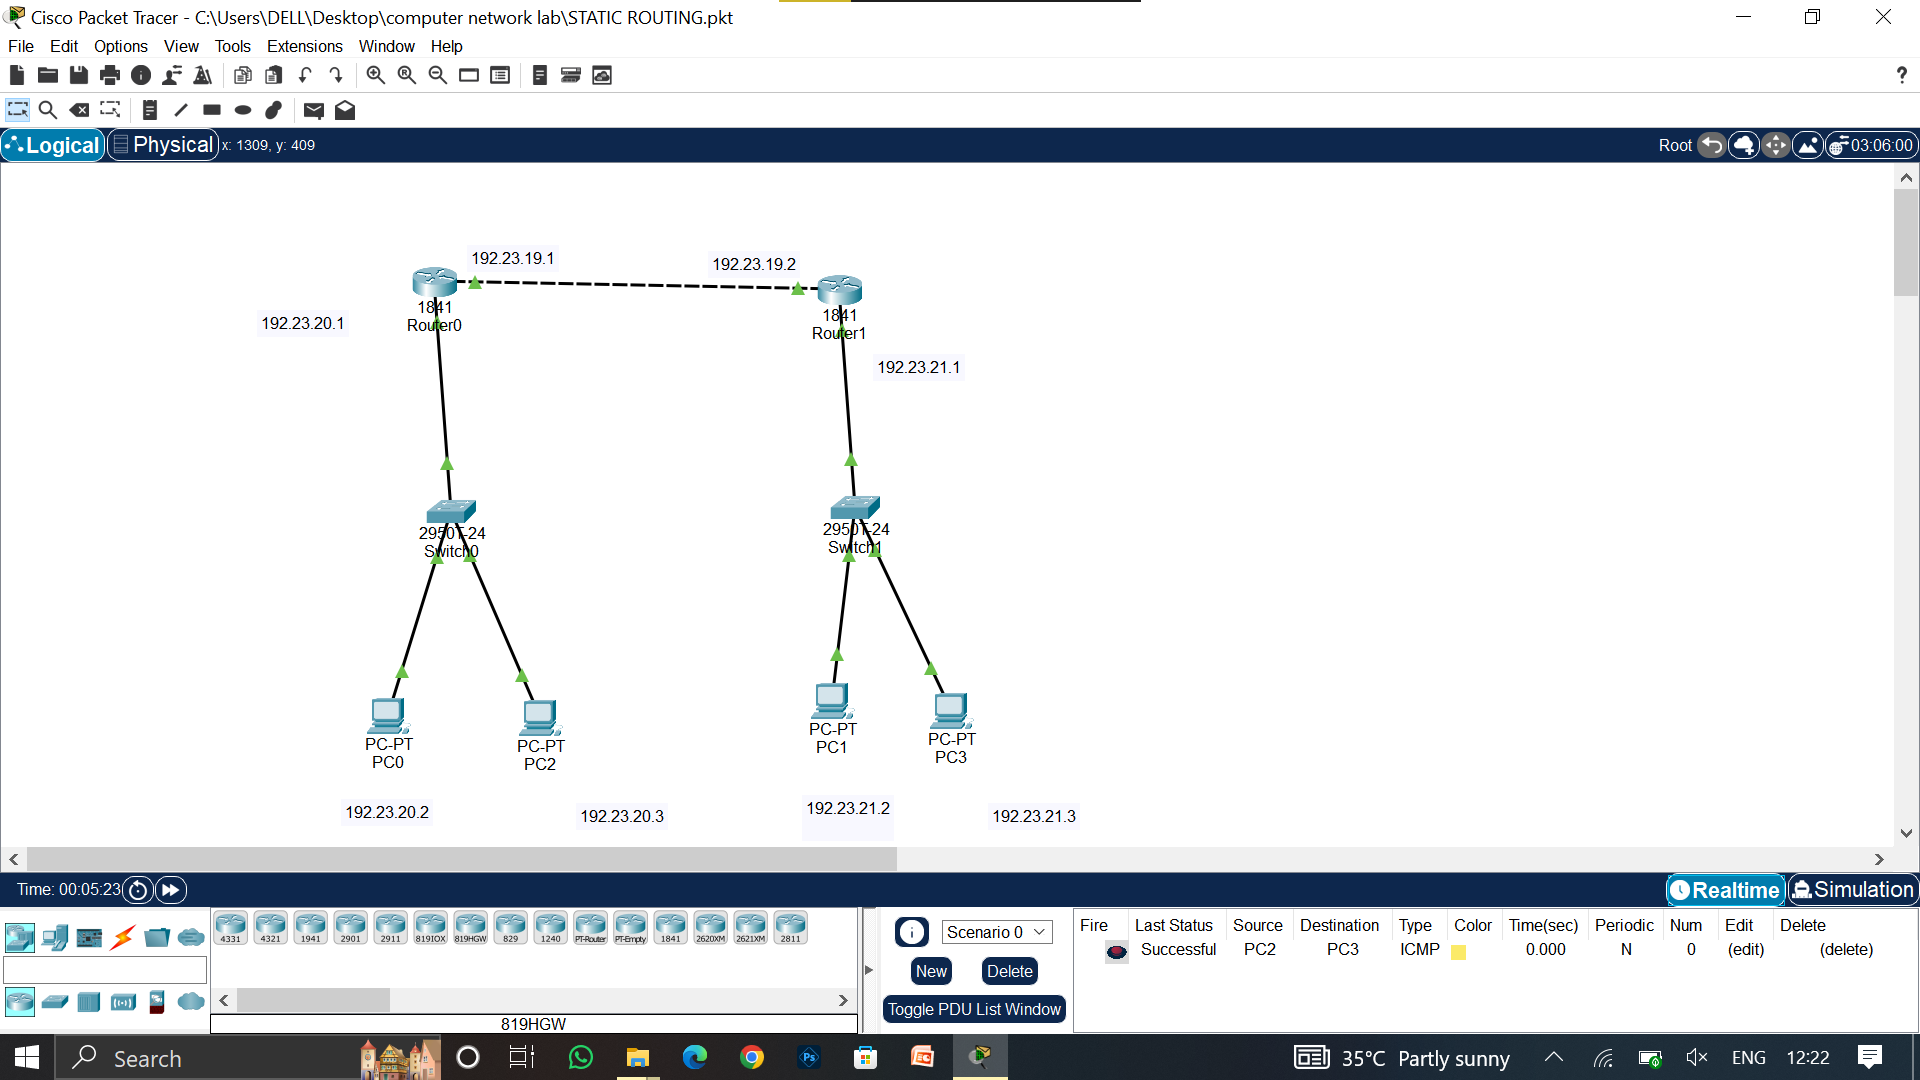 Cisco Packet Tracer - C:\Users\DELL\Desktop\computer network lab\STATIC ROUTING.pkt
File Edit Options View Tools Extensions Window Help
?
Logical Physical x: 1309, y: 409 Root 03:06:00
192.23.19.1
192.23.19.2
1841
Router0
1841
Router1
192.23.20.1
192.23.21.1
2950T-24
Switch0
2950T-24
Switch1
PC-PT
PC0
PC-PT
PC2
PC-PT
PC1
PC-PT
PC3
192.23.20.2
192.23.20.3
192.23.21.2
192.23.21.3
Time: 00:05:23 Realtime Simulation
4331 4321 1941 2901 2911 819IOX 819HGW 829 1240 PT-Router PT-Empty 1841 2620XM 2621XM 2811
819HGW
Scenario 0
New Delete
Toggle PDU List Window
Fire Last Status Source Destination Type Color Time(sec) Periodic Num Edit Delete
Successful PC2 PC3 ICMP 0.000 N 0 (edit) (delete)
Search
Ps
35°C Partly sunny ENG 12:22